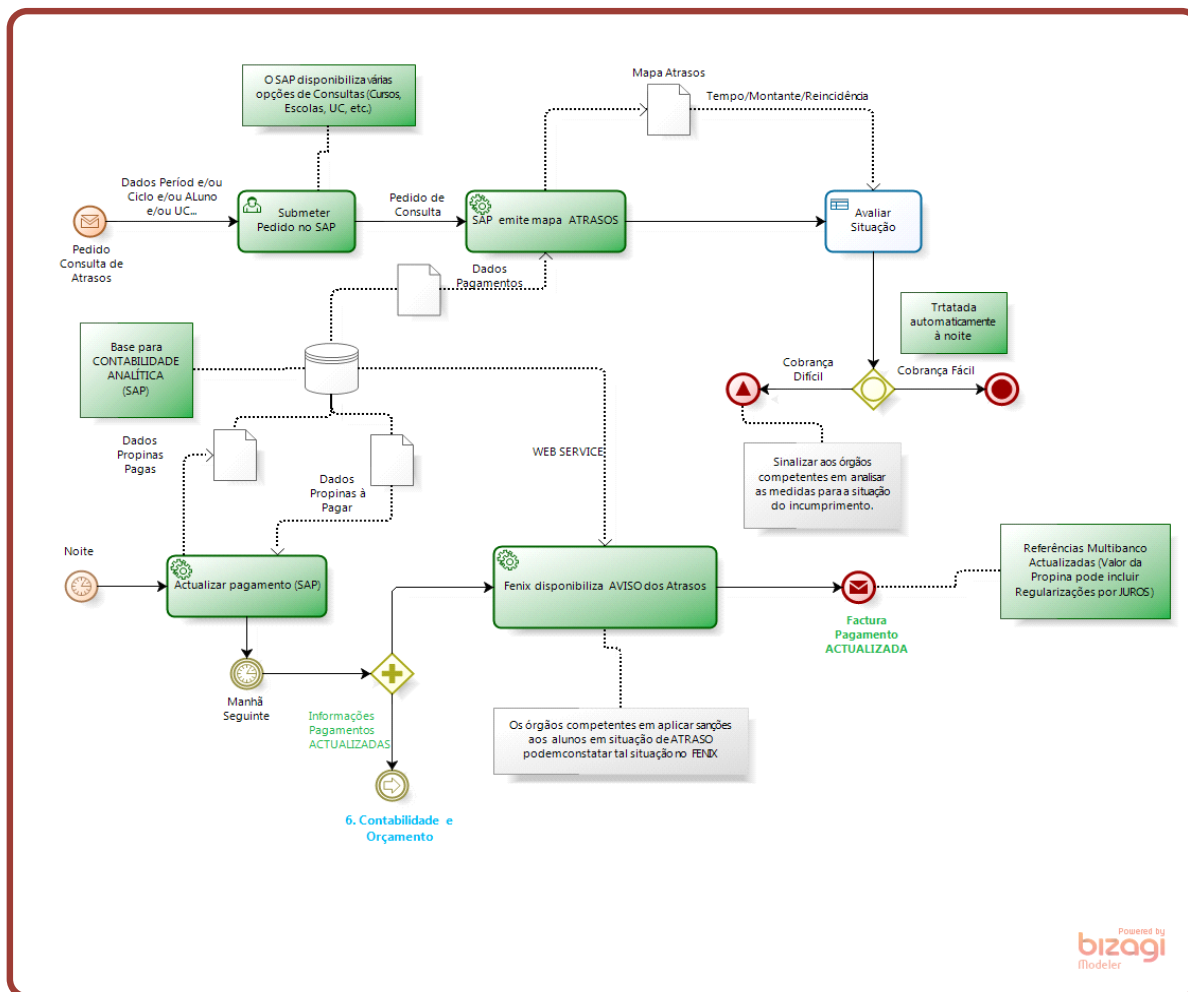 O SAP disponibiliza várias
opções de Consultas (Cursos,
Escolas, UC, etc.)
Mapa Atrasos
Tempo/Montante/Reincidência
Dados Períod e/ou
Ciclo e/ou ALuno
e/ou UC...
Submeter
Pedido no SAP
Pedido de
Consulta
SAP emite mapa ATRASOS
Avaliar
Situação
Pedido
Consulta de
Atrasos
Dados
Pagamentos
Trtatada
automaticamente
à noite
Base para
CONTABILIDADE
ANALÍTICA
(SAP)
Cobrança
Difícil
Cobrança Fácil
Dados
Propinas
Pagas
Dados
Propinas à
Pagar
WEB SERVICE
Sinalizar aos órgãos
competentes em analisar
as medidas para a situação
do incumprimento.
Noite
Actualizar pagamento (SAP)
Fenix disponibiliza AVISO dos Atrasos
Referências Multibanco
Actualizadas (Valor da
Propina pode incluir
Regularizações por JUROS)
Factura
Pagamento
ACTUALIZADA
Manhã
Seguinte
Informações
Pagamentos
ACTUALIZADAS
Os órgãos competentes em aplicar sanções
aos alunos em situação de ATRASO
podemconstatar tal situação no FENIX
6. Contabilidade e
Orçamento
Powered by
bizagi
Modeler